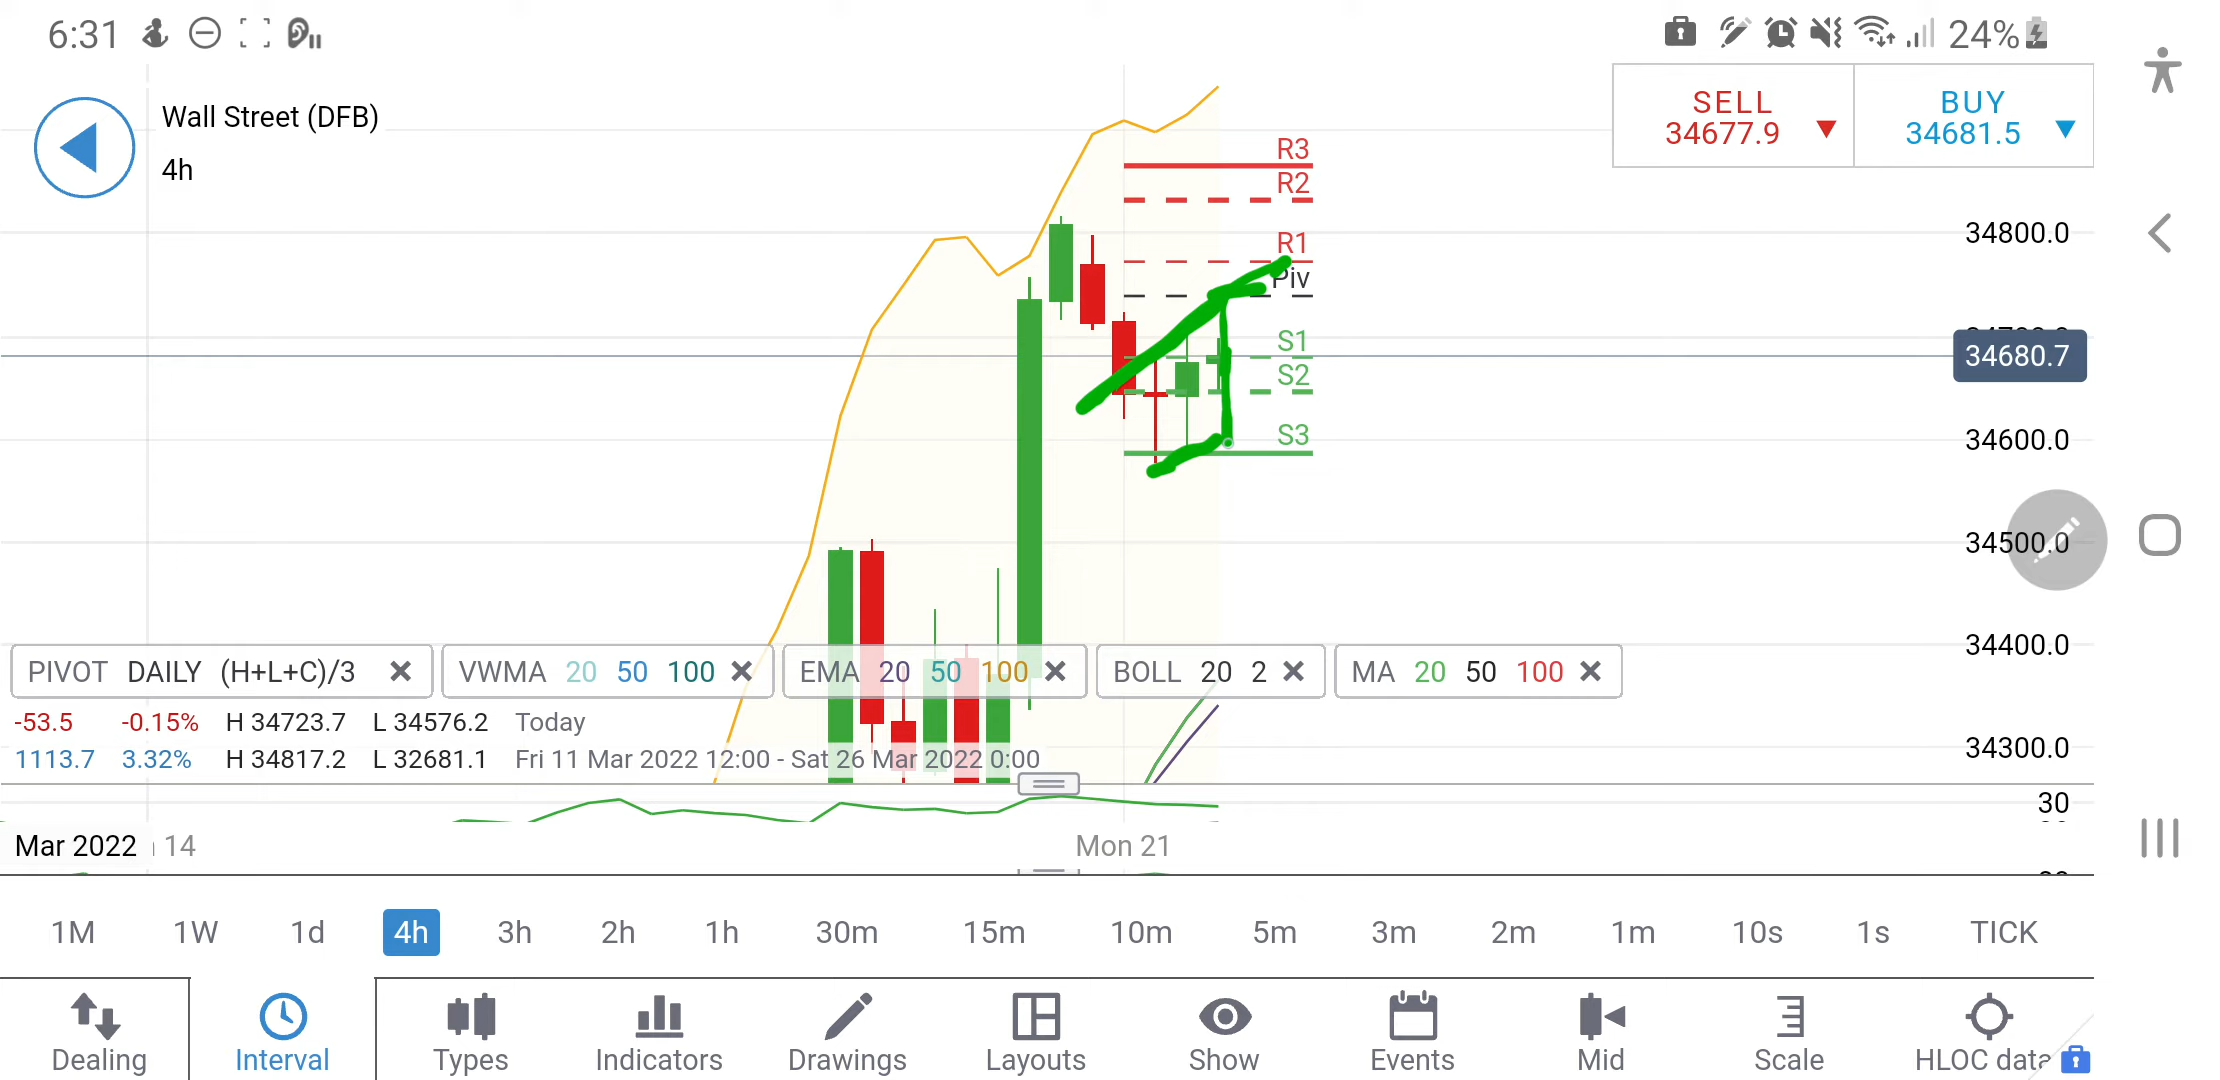 6:31
24%
Wall Street (DFB)
4h
SELL
34677.9
BUY
34681.5
R3
R2
R1
Piv
S1
S2
S3
34800.0
34680.7
34600.0
34500.0
34400.0
34300.0
PIVOT DAILY (H+L+C)/3
VWMA 20 50 100
EMA 20 50 100
BOLL 20 2
MA 20 50 100
-53.5 -0.15% H 34723.7 L 34576.2 Today
1113.7 3.32% H 34817.2 L 32681.1 Fri 11 Mar 2022 12:00 - Sat 26 Mar 2022 0:00
30
Mar 2022 14 Mon 21
1M 1W 1d 4h 3h 2h 1h 30m 15m 10m 5m 3m 2m 1m 10s 1s TICK
Dealing Interval Types Indicators Drawings Layouts Show Events Mid Scale HLOC data